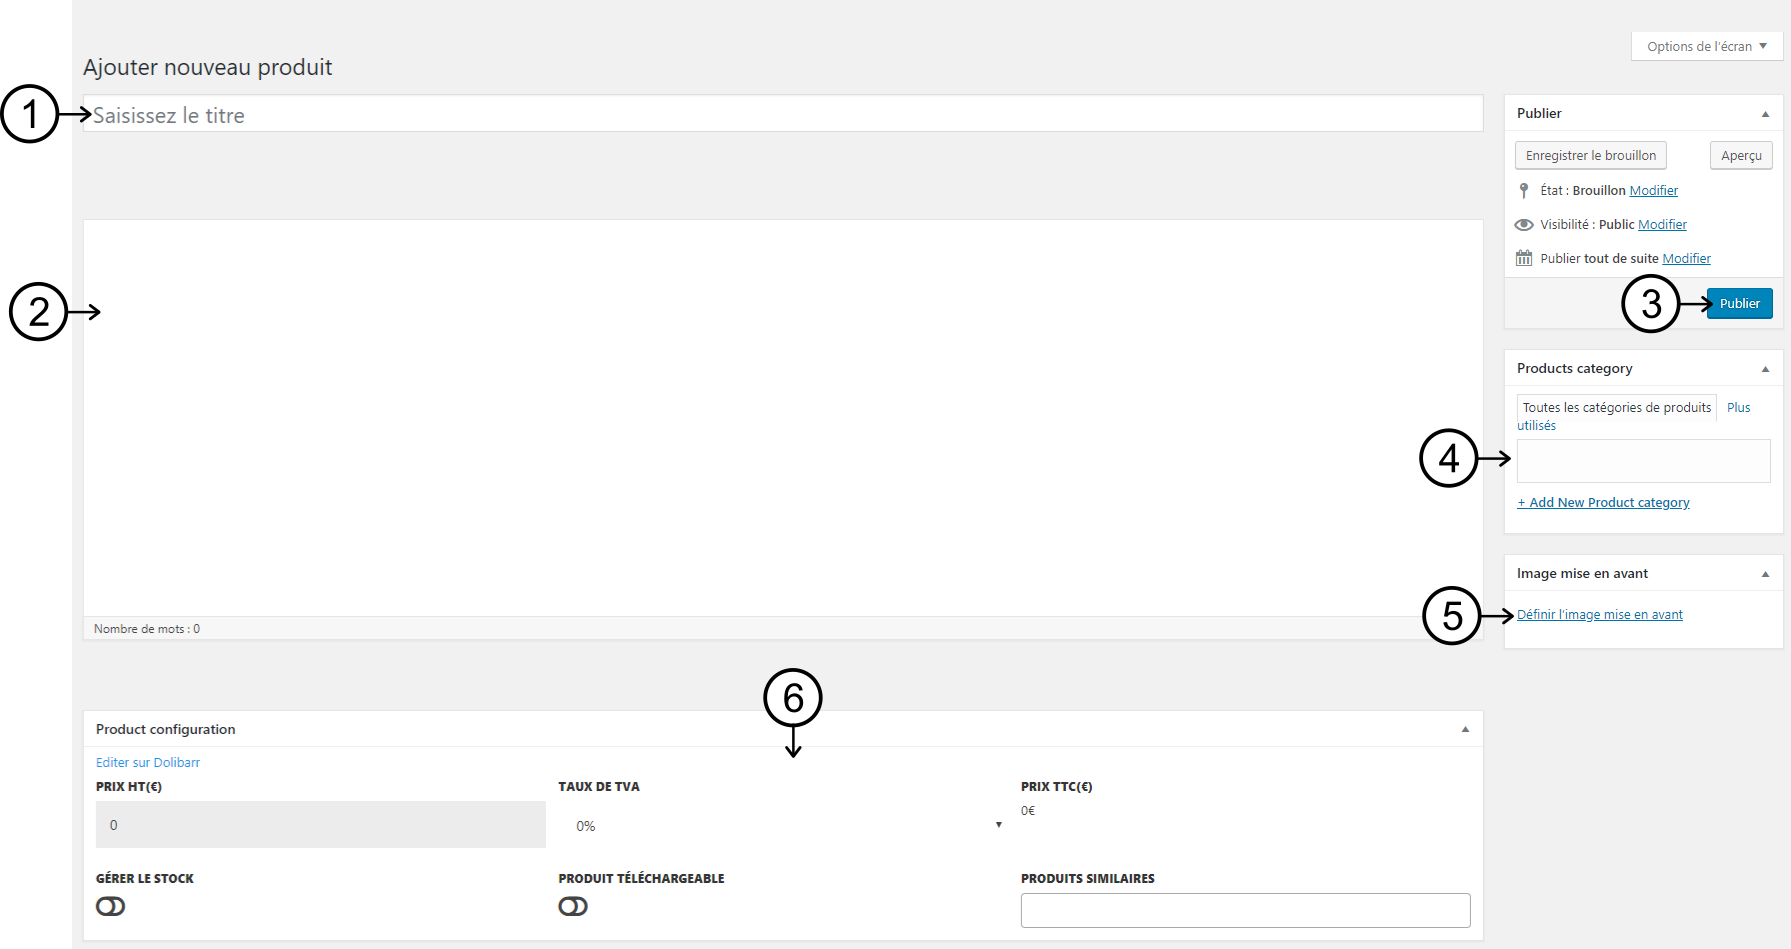 Options de l'écran
Ajouter nouveau produit
1
Saisissez le titre
Publier
Enregistrer le brouillon
Aperçu
État : Brouillon Modifier
Visibilité : Public Modifier
Publier tout de suite Modifier
2
3
Publier
Products category
Toutes les catégories de produits Plus
utilisés
4
+ Add New Product category
Image mise en avant
5
Définir l'image mise en avant
Nombre de mots : 0
6
Product configuration
Editer sur Dolibarr
PRIX HT(€)
TAUX DE TVA
PRIX TTC(€)
0
0%
0€
GÉRER LE STOCK
PRODUIT TÉLÉCHARGEABLE
PRODUITS SIMILAIRES